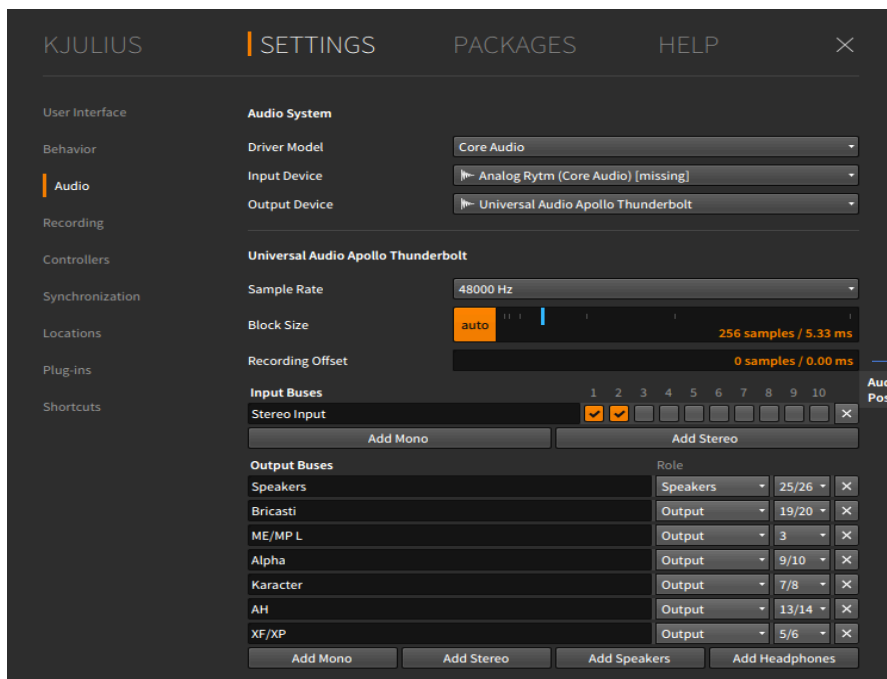 KJULIUS SETTINGS PACKAGES HELP ×
User Interface
Behavior
Audio
Recording
Controllers
Synchronization
Locations
Plug-ins
Shortcuts
Audio System
Driver Model Core Audio
Input Device Analog Rytm (Core Audio) [missing]
Output Device Universal Audio Apollo Thunderbolt
Universal Audio Apollo Thunderbolt
Sample Rate 48000 Hz
Block Size auto 256 samples / 5.33 ms
Recording Offset 0 samples / 0.00 ms
Input Buses 1 2 3 4 5 6 7 8 9 10
Stereo Input ×
Add Mono Add Stereo
Output Buses Role
Speakers Speakers 25/26 ×
Bricasti Output 19/20 ×
ME/MP L Output 3 ×
Alpha Output 9/10 ×
Karacter Output 7/8 ×
AH Output 13/14 ×
XF/XP Output 5/6 ×
Add Mono Add Stereo Add Speakers Add Headphones
Aud
Pos